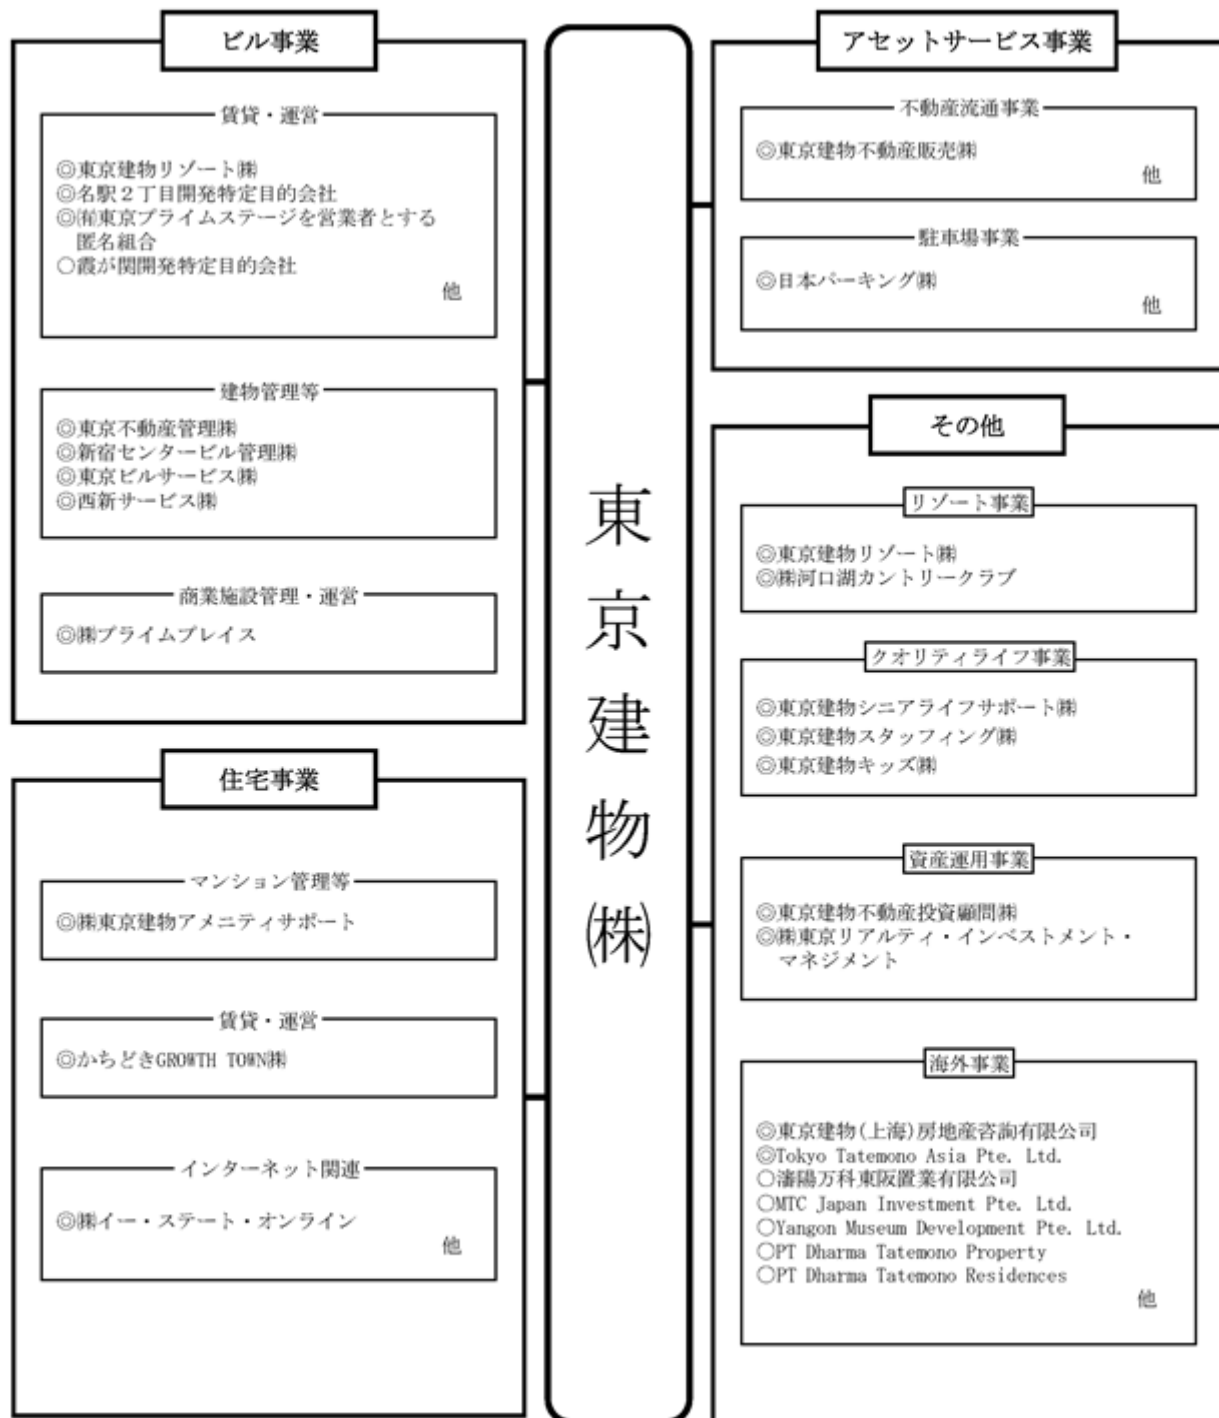 ビル事業
賃貸・運営
◎東京建物リゾート㈱
◎名駅２丁目開発特定目的会社
◎㈲東京プライムステージを営業者とする
匿名組合
○霞が関開発特定目的会社
他
建物管理等
◎東京不動産管理㈱
◎新宿センタービル管理㈱
◎東京ビルサービス㈱
◎西新サービス㈱
商業施設管理・運営
◎㈱プライムプレイス
住宅事業
マンション管理等
◎㈱東京建物アメニティサポート
賃貸・運営
◎かちどきGROWTH TOWN㈱
インターネット関連
◎㈱イー・ステート・オンライン
他
東京建物㈱
アセットサービス事業
不動産流通事業
◎東京建物不動産販売㈱
他
駐車場事業
◎日本パーキング㈱
他
その他
リゾート事業
◎東京建物リゾート㈱
◎㈱河口湖カントリークラブ
クオリティライフ事業
◎東京建物シニアライフサポート㈱
◎東京建物スタッフィング㈱
◎東京建物キッズ㈱
資産運用事業
◎東京建物不動産投資顧問㈱
◎㈱東京リアルティ・インベストメント・
マネジメント
海外事業
◎東京建物(上海)房地産咨詢有限公司
◎Tokyo Tatemono Asia Pte. Ltd.
○瀋陽万科東阪置業有限公司
○MTC Japan Investment Pte. Ltd.
○Yangon Museum Development Pte. Ltd.
○PT Dharma Tatemono Property
○PT Dharma Tatemono Residences
他